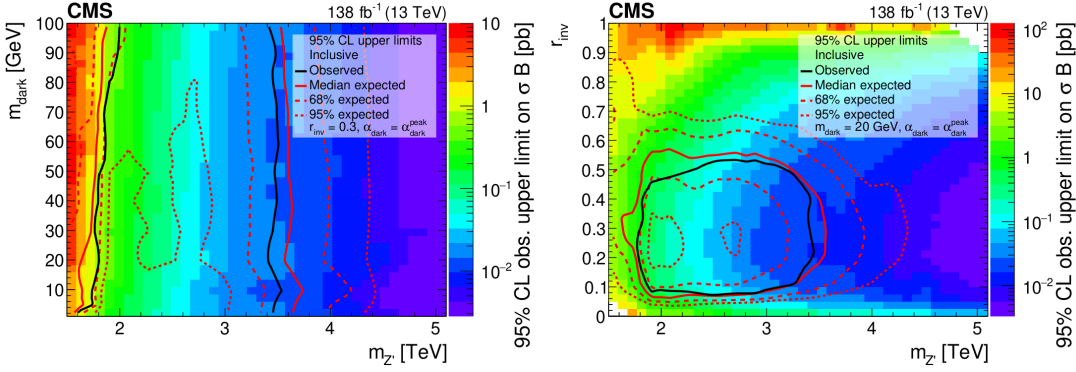 CMS
138 fb⁻¹ (13 TeV)
m_dark [GeV]
100
90
80
70
60
50
40
30
20
10
95% CL upper limits
Inclusive
Observed
Median expected
68% expected
95% expected
r_inv = 0.3, α_dark = α_dark^peak
2
3
4
5
m_Z' [TeV]
10
1
10⁻¹
10⁻²
95% CL obs. upper limit on σ B [pb]
CMS
138 fb⁻¹ (13 TeV)
r_inv
1
0.9
0.8
0.7
0.6
0.5
0.4
0.3
0.2
0.1
0
95% CL upper limits
Inclusive
Observed
Median expected
68% expected
95% expected
m_dark = 20 GeV, α_dark = α_dark^peak
2
3
4
5
m_Z' [TeV]
10²
10
1
10⁻¹
10⁻²
95% CL obs. upper limit on σ B [pb]